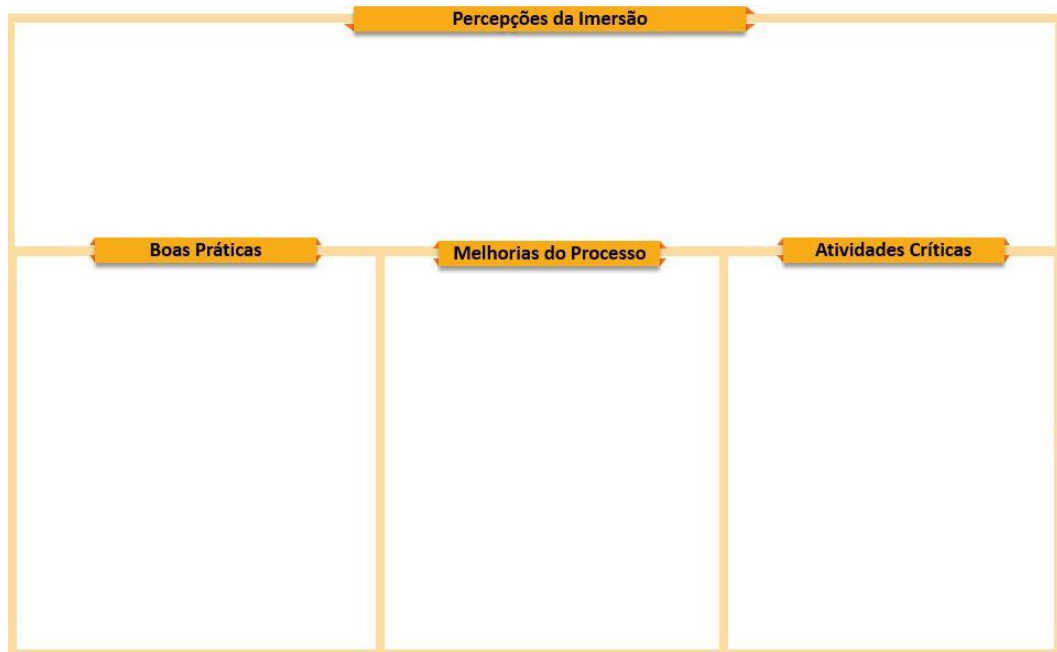 Percepções da Imersão
Boas Práticas
Melhorias do Processo
Atividades Críticas